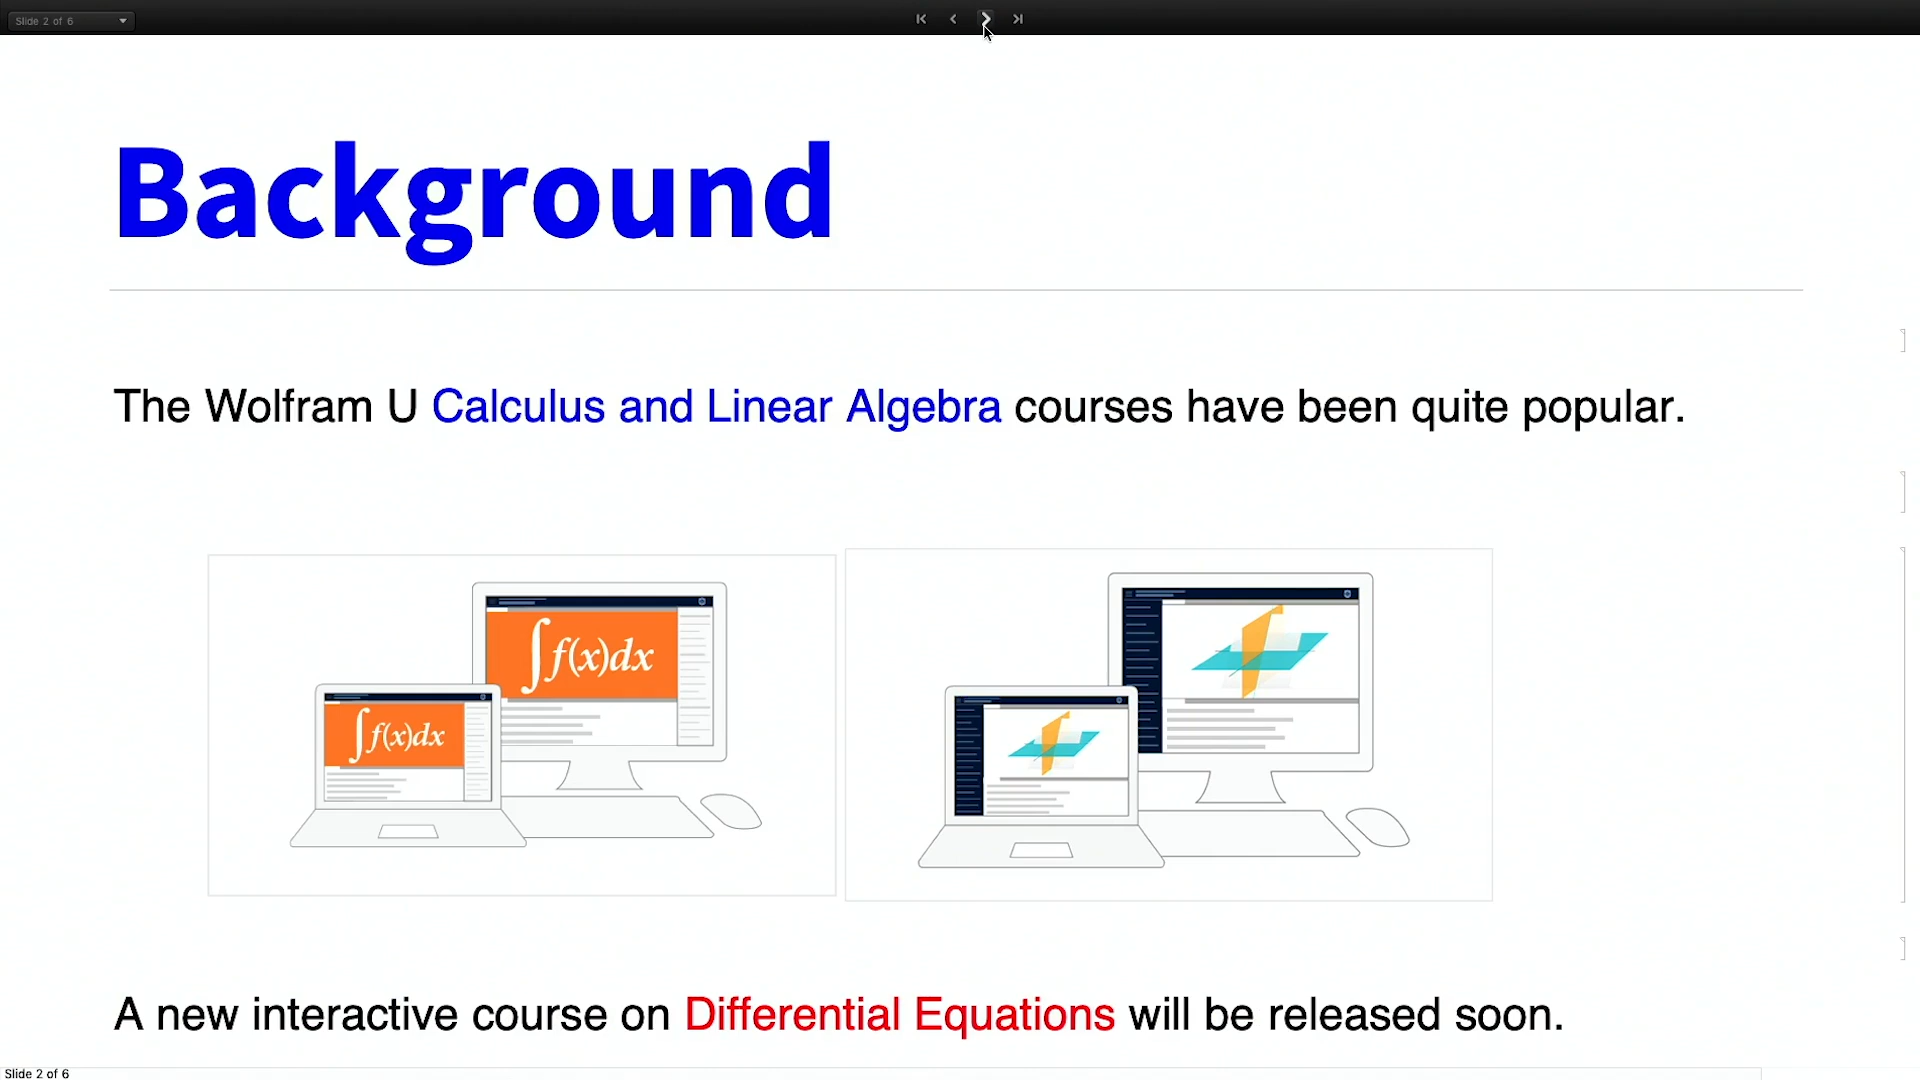 Slide 2 of 6
Background
The Wolfram U Calculus and Linear Algebra courses have been quite popular.
∫f(x)dx
∫f(x)dx
A new interactive course on Differential Equations will be released soon.
Slide 2 of 6